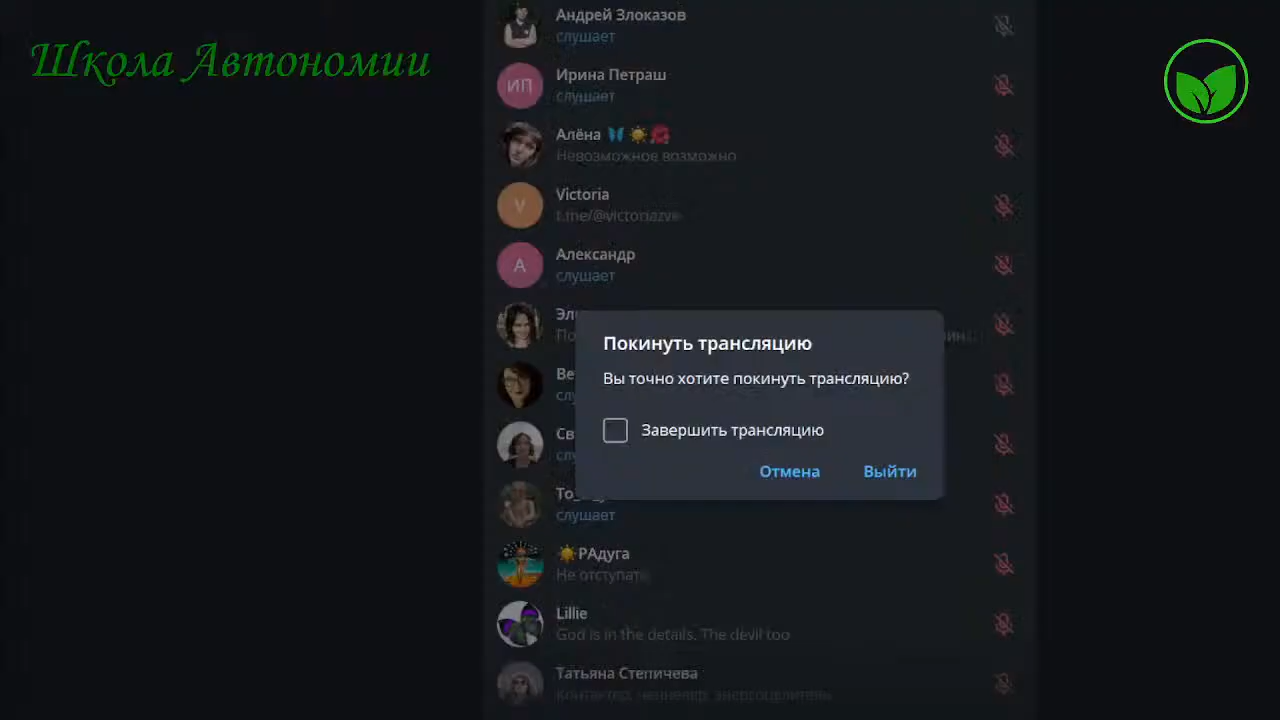 Школа Автономии
Андрей Злоказов
слушает
ИП
Ирина Петраш
слушает
Алёна
Невозможное возможно
V
Victoria
t.me/@victoriazv
А
Александр
слушает
Покинуть трансляцию
Вы точно хотите покинуть трансляцию?
Завершить трансляцию
Отмена
Выйти
слушает
РАдуга
Не отступать
Lillie
God is in the details. The devil too
Татьяна Степичева